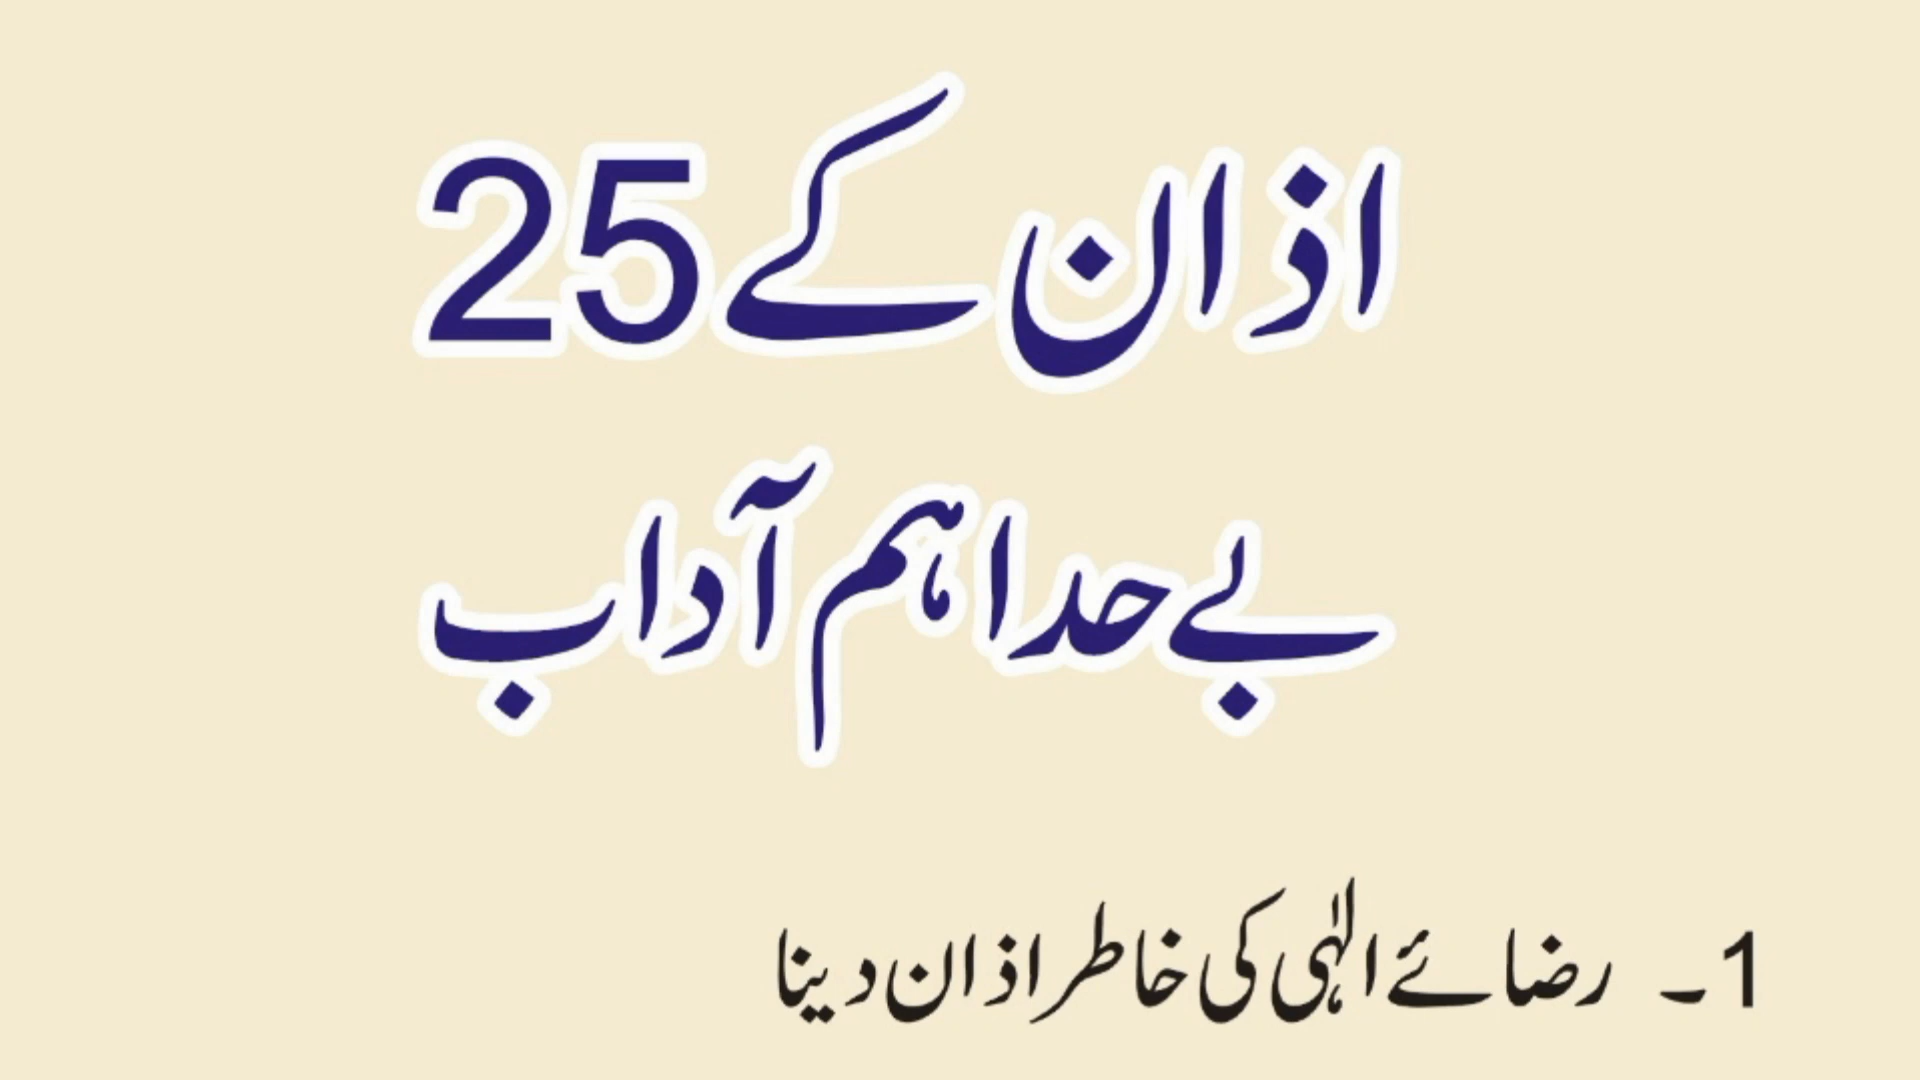 اذان کے 25
بے حد اہم آداب
1۔ رضائے الٰہی کی خاطر اذان دینا